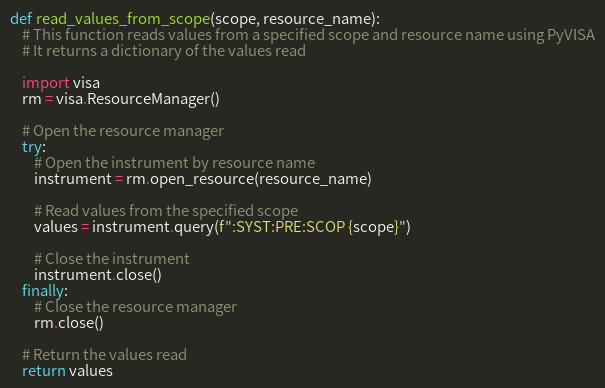 def read_values_from_scope(scope, resource_name):
# This function reads values from a specified scope and resource name using PyVISA
# It returns a dictionary of the values read
import visa
rm = visa.ResourceManager()
# Open the resource manager
try:
# Open the instrument by resource name
instrument = rm.open_resource(resource_name)
# Read values from the specified scope
values = instrument.query(f":SYST:PRE:SCOP {scope}")
# Close the instrument
instrument.close()
finally:
# Close the resource manager
rm.close()
# Return the values read
return values